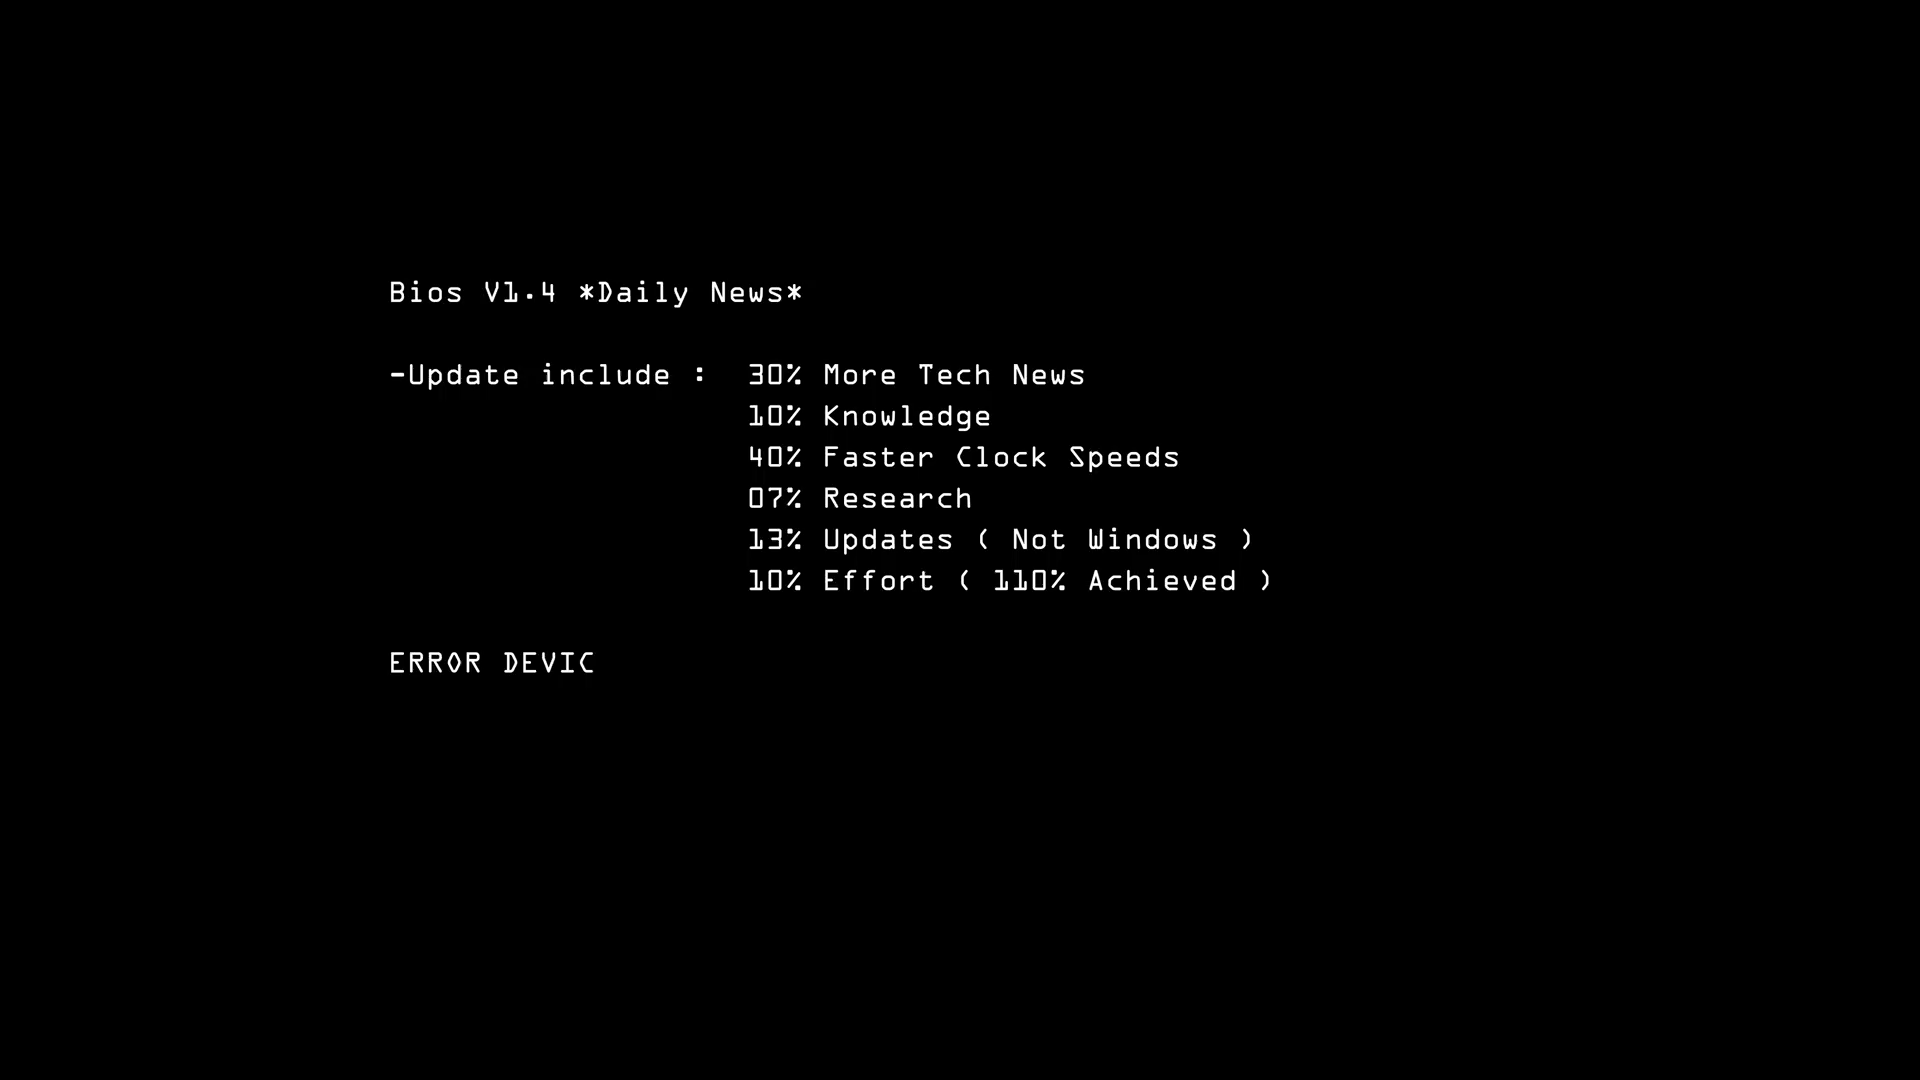 Bios V1.4 *Daily News*
-Update include : 30% More Tech News
10% Knowledge
40% Faster Clock Speeds
07% Research
13% Updates ( Not Windows )
10% Effort ( 110% Achieved )
ERROR DEVIC